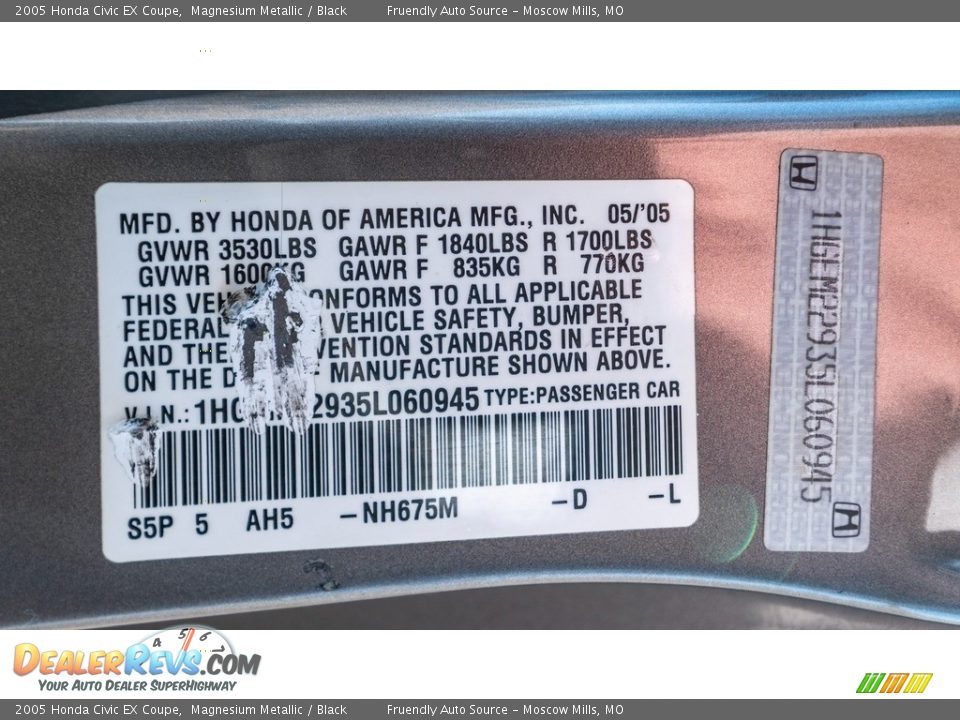 2005 Honda Civic EX Coupe, Magnesium Metallic / Black Fruendly Auto Source - Moscow Mills, MO
MFD. BY HONDA OF AMERICA MFG., INC. 05/'05
GVWR 3530LBS GAWR F 1840LBS R 1700LBS
GVWR 1600KG GAWR F 835KG R 770KG
THIS CONFORMS TO ALL APPLICABLE
FEDERAL VEHICLE SAFETY, BUMPER,
AND STANDARDS IN EFFECT
ON THE MANUFACTURE SHOWN ABOVE.
V.I.N.: 2935L060945 TYPE:PASSENGER CAR
S5P 5 AH5 -NH675M -D -L
1HGEM22935L060945
4 5 6 7
DEALERREVS.COM
YOUR AUTO DEALER SUPERHIGHWAY
2005 Honda Civic EX Coupe, Magnesium Metallic / Black Fruendly Auto Source - Moscow Mills, MO